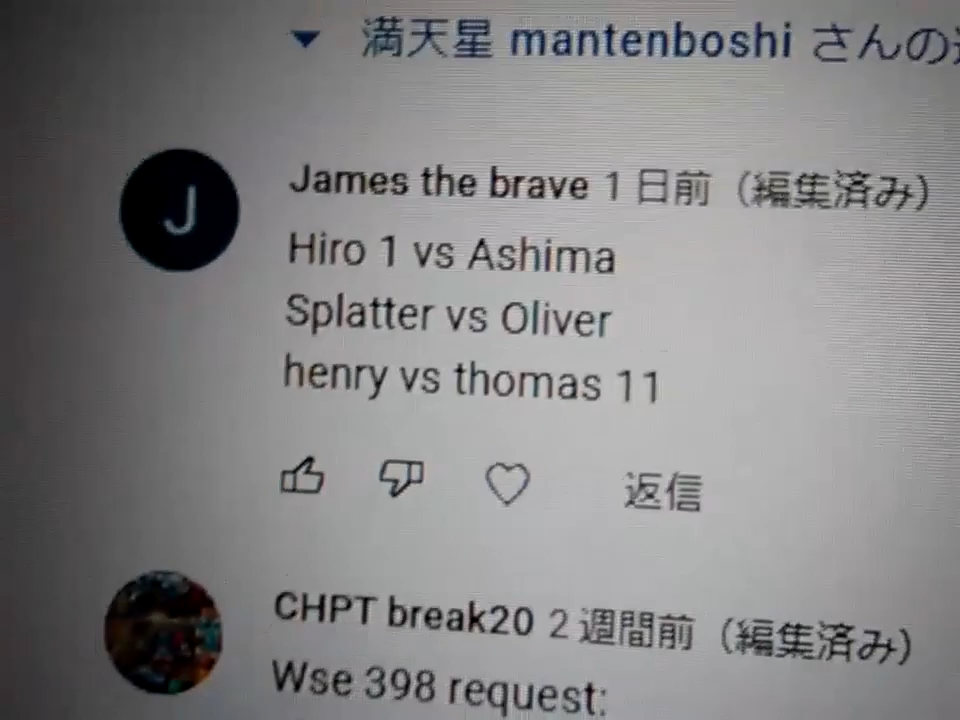 満天星 mantenboshi さんの
J
James the brave 1 日前 (編集済み)
Hiro 1 vs Ashima
Splatter vs Oliver
henry vs thomas 11
返信
CHPT break20 2 週間前 (編集済み)
Wse 398 request: